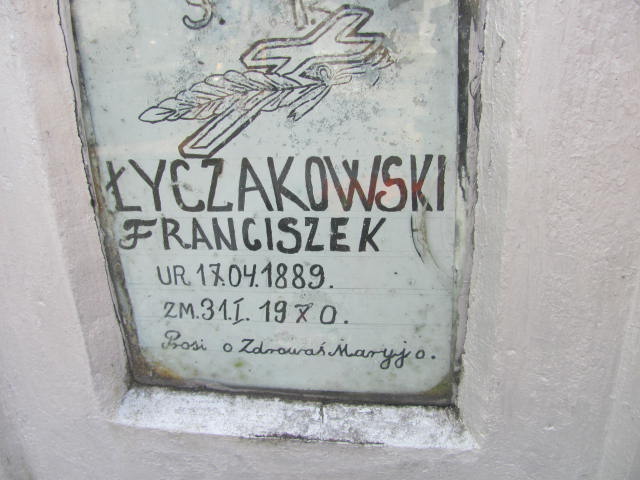 Ś. P.
ŁYCZAKOWSKI
FRANCISZEK
UR. 17.04.1889.
ZM. 31.I. 1970.
Prosi o Zdrowaś Maryjo.